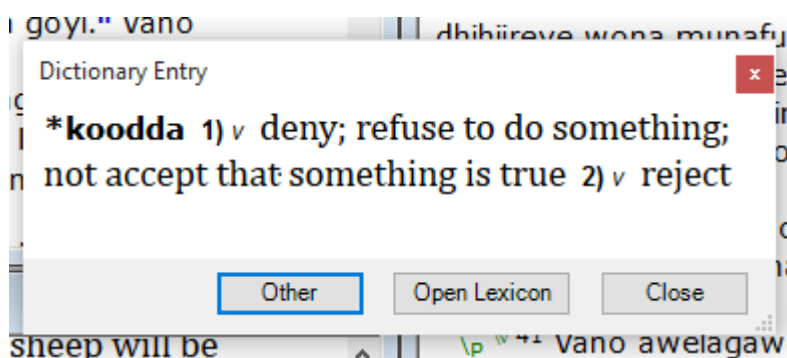 goyi." Vano
dhihiireve wona munafu
Dictionary Entry
x
*koodda 1) v deny; refuse to do something;
not accept that something is true 2) v reject
Other
Open Lexicon
Close
sheep will be
\p \v 41 Vano awelagaw